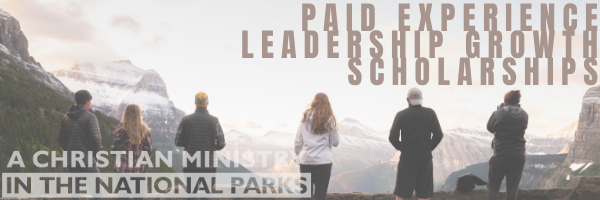 PAID EXPERIENCE
LEADERSHIP GROWTH
SCHOLARSHIPS
A CHRISTIAN MINISTRY
IN THE NATIONAL PARKS